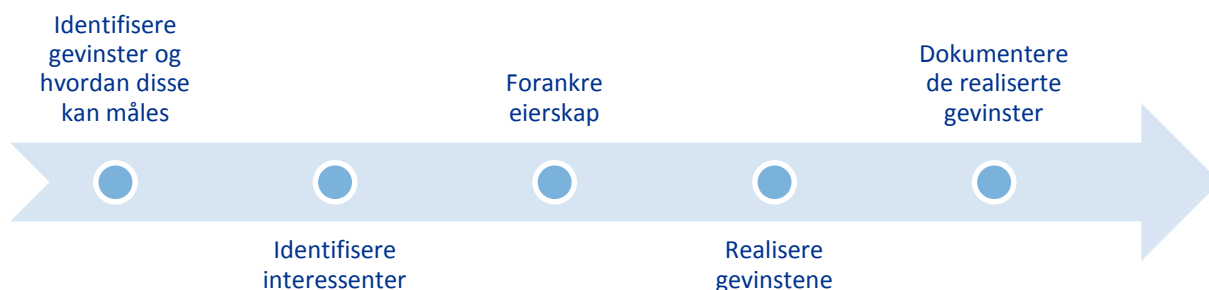 Identifisere
gevinster og
hvordan disse
kan måles
Identifisere
interessenter
Forankre
eierskap
Realisere
gevinstene
Dokumentere
de realiserte
gevinster